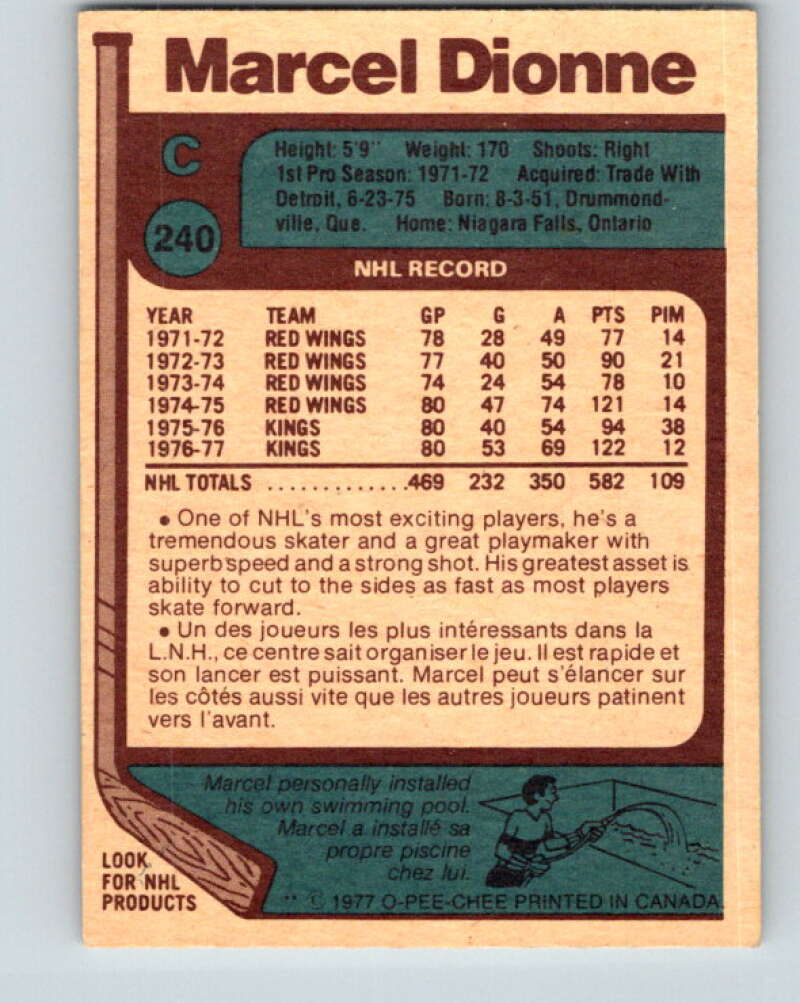 Marcel Dionne
C
Height: 5'9" Weight: 170 Shoots: Right
1st Pro Season: 1971-72 Acquired: Trade With
Detroit, 6-23-75 Born: 8-3-51, Drummond-
ville, Que. Home: Niagara Falls, Ontario
240
NHL RECORD
YEAR TEAM GP G A PTS PIM
1971-72 RED WINGS 78 28 49 77 14
1972-73 RED WINGS 77 40 50 90 21
1973-74 RED WINGS 74 24 54 78 10
1974-75 RED WINGS 80 47 74 121 14
1975-76 KINGS 80 40 54 94 38
1976-77 KINGS 80 53 69 122 12
NHL TOTALS .............469 232 350 582 109
• One of NHL's most exciting players, he's a
tremendous skater and a great playmaker with
superb speed and a strong shot. His greatest asset is
ability to cut to the sides as fast as most players
skate forward.
• Un des joueurs les plus intéressants dans la
L.N.H., ce centre sait organiser le jeu. Il est rapide et
son lancer est puissant. Marcel peut s'élancer sur
les côtés aussi vite que les autres joueurs patinent
vers l'avant.
Marcel personally installed
his own swimming pool.
Marcel a installé sa
propre piscine
chez lui.
LOOK
FOR NHL
PRODUCTS
** © 1977 O-PEE-CHEE PRINTED IN CANADA